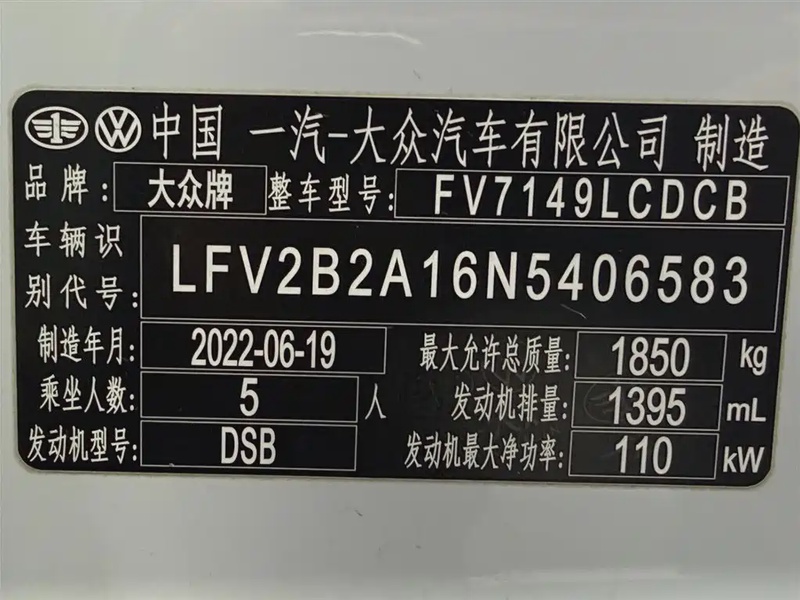 中国 一汽-大众汽车有限公司 制造
品牌: 大众牌 整车型号: FV7149LCDCB
车辆识
别代号: LFV2B2A16N5406583
制造年月: 2022-06-19 最大允许总质量: 1850 kg
乘坐人数: 5 人 发动机排量: 1395 mL
发动机型号: DSB 发动机最大净功率: 110 kW